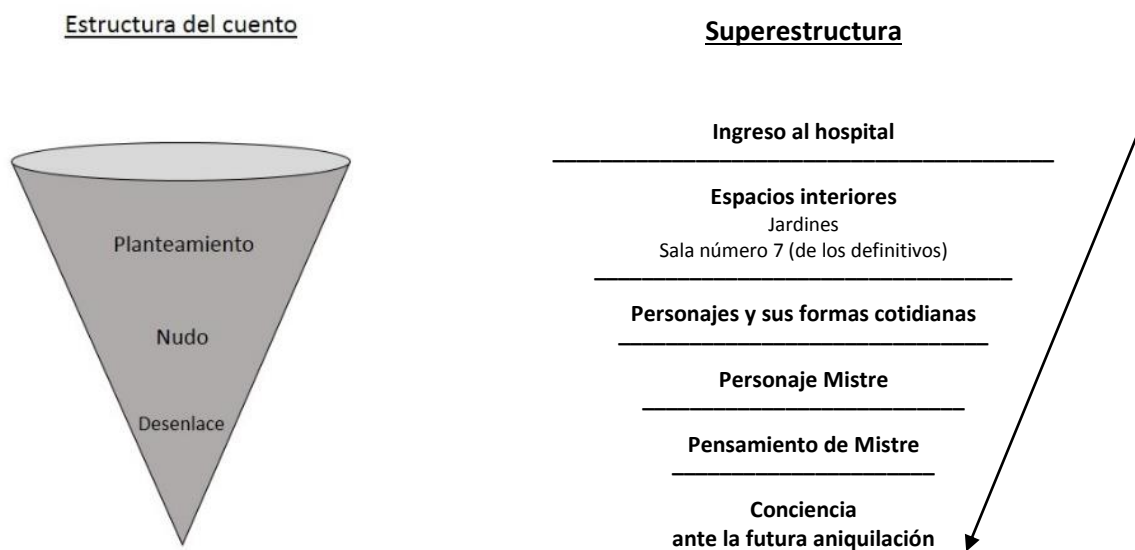 Estructura del cuento
Planteamiento
Nudo
Desenlace
Superestructura
Ingreso al hospital
Espacios interiores
Jardines
Sala número 7 (de los definitivos)
Personajes y sus formas cotidianas
Personaje Mistre
Pensamiento de Mistre
Conciencia
ante la futura aniquilación